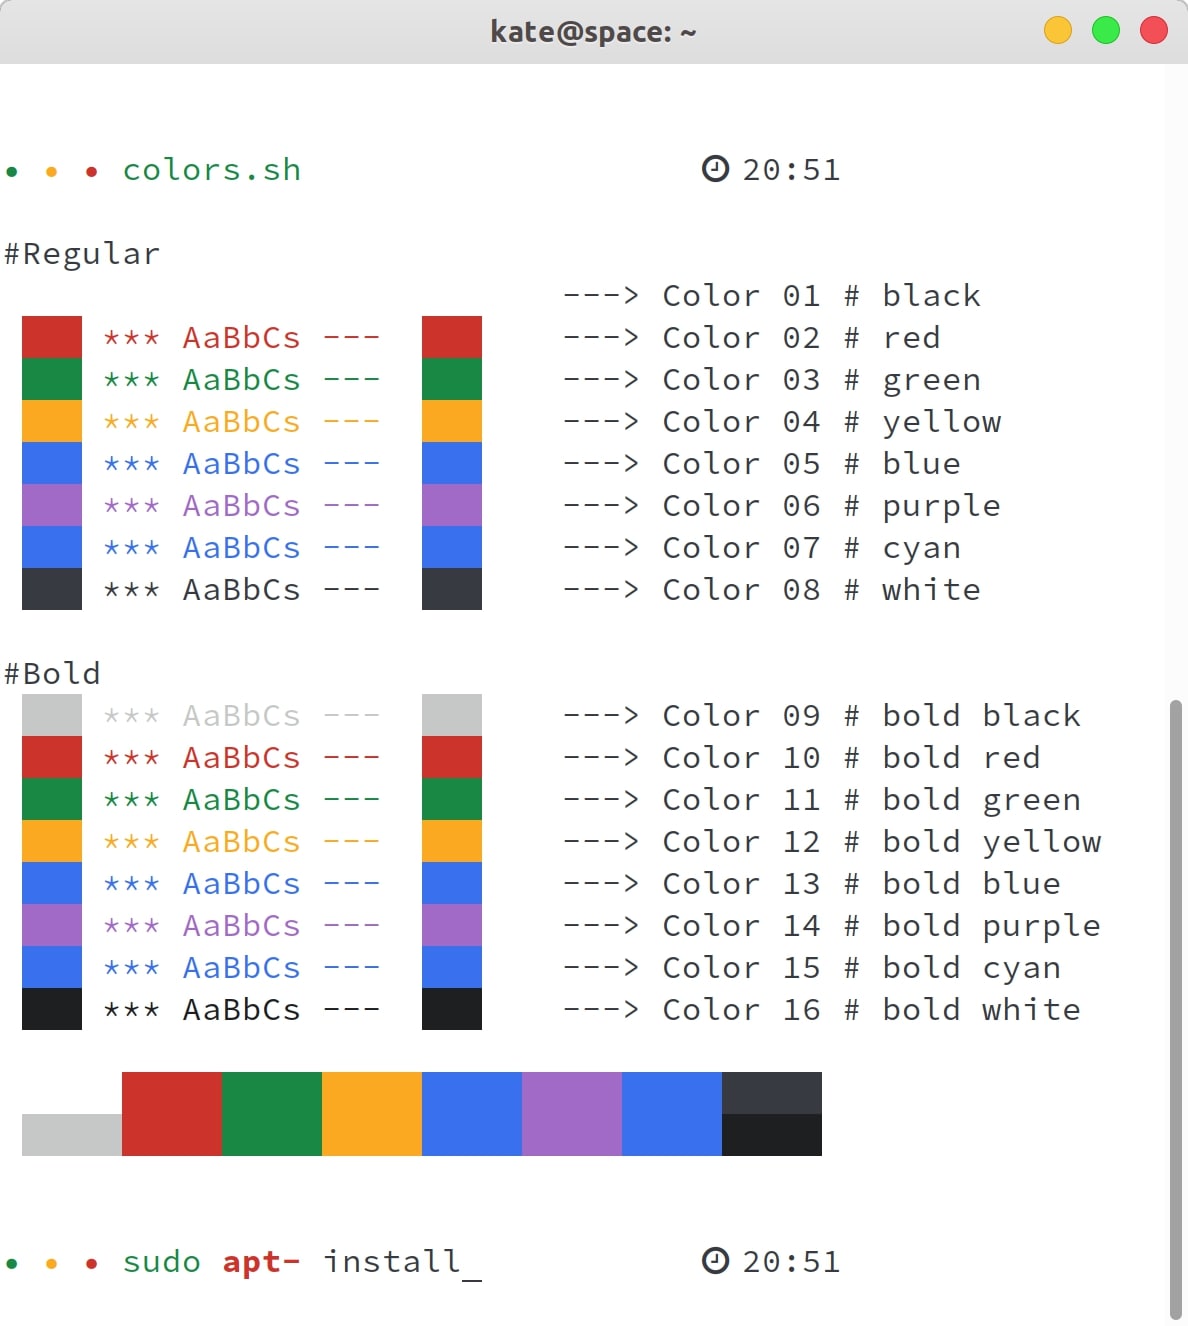 kate@space: ~
• • • colors.sh 20:51
#Regular
---> Color 01 # black
*** AaBbCs --- ---> Color 02 # red
*** AaBbCs --- ---> Color 03 # green
*** AaBbCs --- ---> Color 04 # yellow
*** AaBbCs --- ---> Color 05 # blue
*** AaBbCs --- ---> Color 06 # purple
*** AaBbCs --- ---> Color 07 # cyan
*** AaBbCs --- ---> Color 08 # white
#Bold
*** AaBbCs --- ---> Color 09 # bold black
*** AaBbCs --- ---> Color 10 # bold red
*** AaBbCs --- ---> Color 11 # bold green
*** AaBbCs --- ---> Color 12 # bold yellow
*** AaBbCs --- ---> Color 13 # bold blue
*** AaBbCs --- ---> Color 14 # bold purple
*** AaBbCs --- ---> Color 15 # bold cyan
*** AaBbCs --- ---> Color 16 # bold white
• • • sudo apt- install_ 20:51